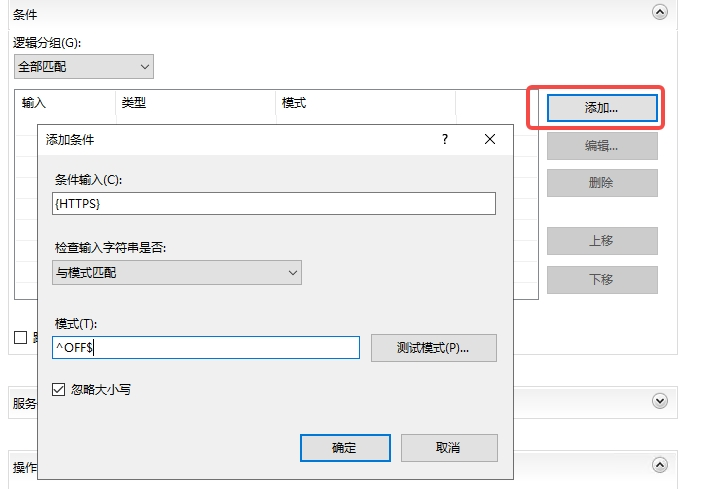 条件
逻辑分组(G):
全部匹配
输入 类型 模式
添加...
编辑...
删除
上移
下移
添加条件
?
条件输入(C):
{HTTPS}
检查输入字符串是否:
与模式匹配
模式(T):
^OFF$
测试模式(P)...
忽略大小写
确定
取消
服务
操作